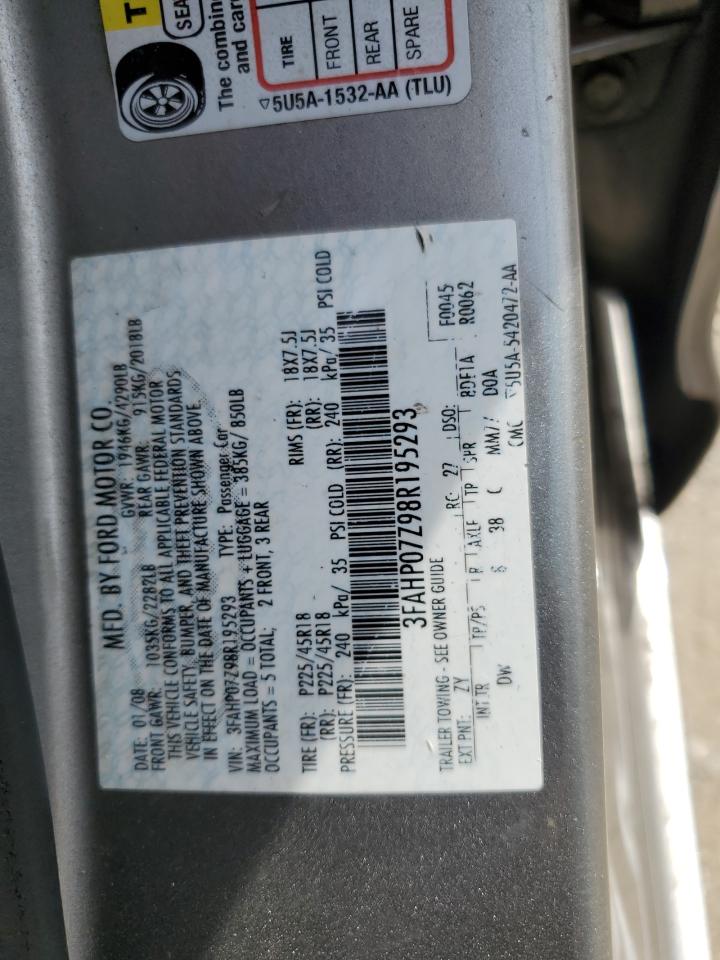 T
SEA
The combin
and carg
TIRE
FRONT
REAR
SPARE
5U5A-1532-AA (TLU)
MFD. BY FORD MOTOR CO.
DATE: 01/08 GVWR: 1946KG/4290LB
FRONT GAWR: 1035KG/2282LB REAR GAWR: 915KG/2018LB
THIS VEHICLE CONFORMS TO ALL APPLICABLE FEDERAL MOTOR
VEHICLE SAFETY, BUMPER, AND THEFT PREVENTION STANDARDS
IN EFFECT ON THE DATE OF MANUFACTURE SHOWN ABOVE.
VIN: 3FAHP07Z98R195293 TYPE: Passenger Car
MAXIMUM LOAD = OCCUPANTS + LUGGAGE = 385KG/ 850LB
OCCUPANTS = 5 TOTAL; 2 FRONT, 3 REAR
TIRE (FR): P225/45R18 RIMS (FR): 18X7.5J
(RR): P225/45R18 (RR): 18X7.5J
PRESSURE (FR): 240 kPa/ 35 PSI COLD (RR): 240 kPa/ 35 PSI COLD
3FAHP07Z98R195293
TRAILER TOWING - SEE OWNER GUIDE
F0045
EXT PNT: ZY RC: 27 DSO: R0062
INT TR TP/PS R AXLE TP SPR
DW 38 C DOA
CMC 5U5A-5420472-AA